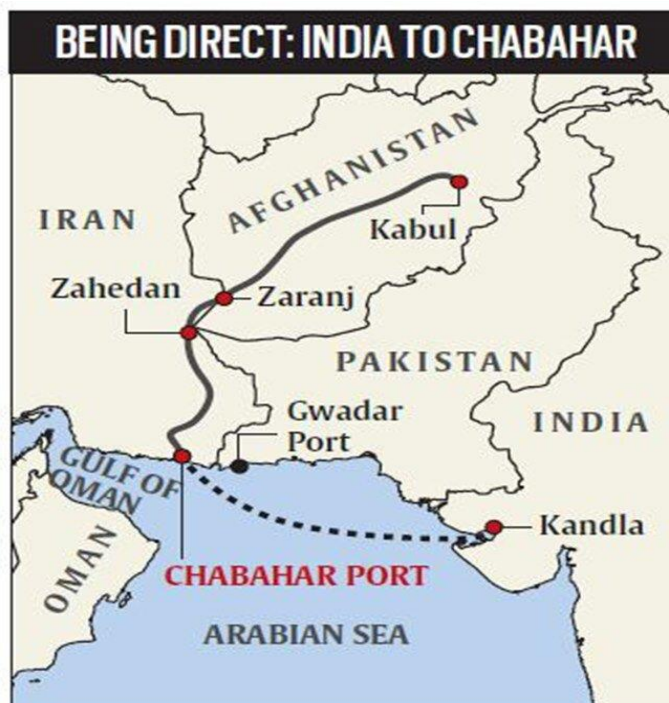 BEING DIRECT: INDIA TO CHABAHAR
AFGHANISTAN
IRAN
Kabul
Zahedan
Zaranj
PAKISTAN
Gwadar
Port
INDIA
GULF OF
OMAN
Kandla
OMAN
CHABAHAR PORT
ARABIAN SEA